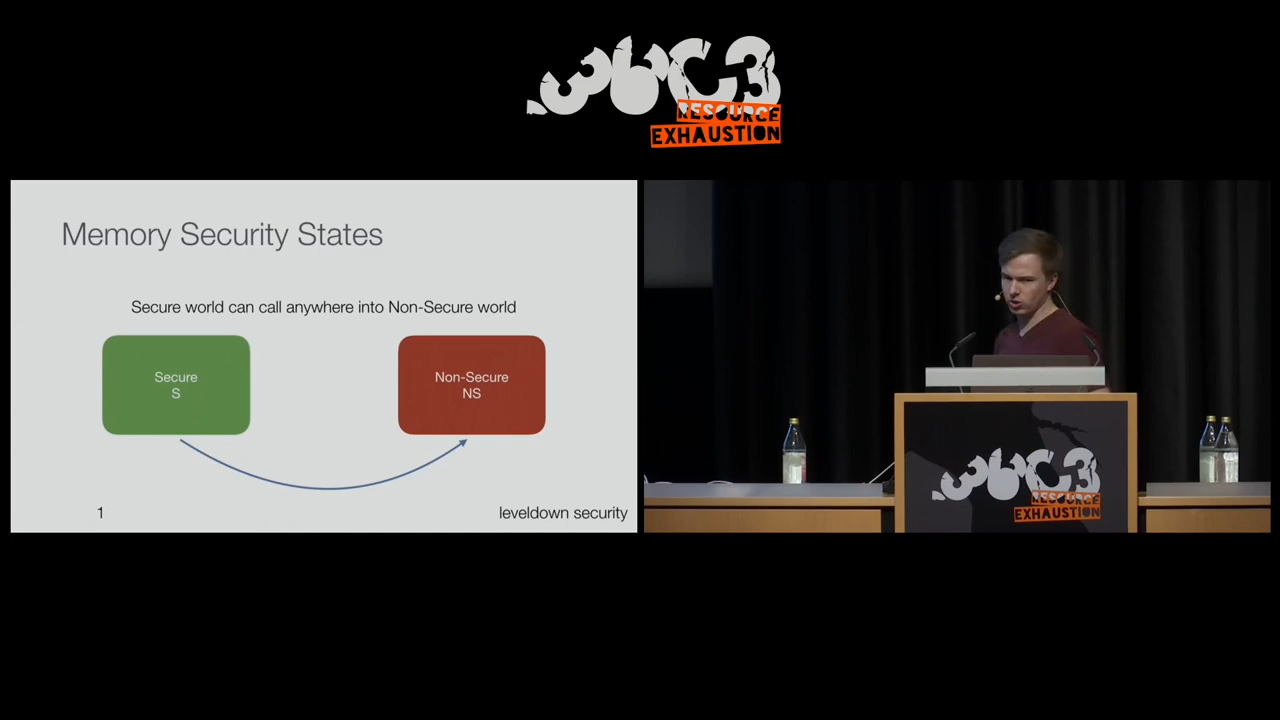 36C3
RESOURCE
EXHAUSTION
Memory Security States
Secure world can call anywhere into Non-Secure world
Secure
S
Non-Secure
NS
1
leveldown security
36C3
RESOURCE
EXHAUSTION